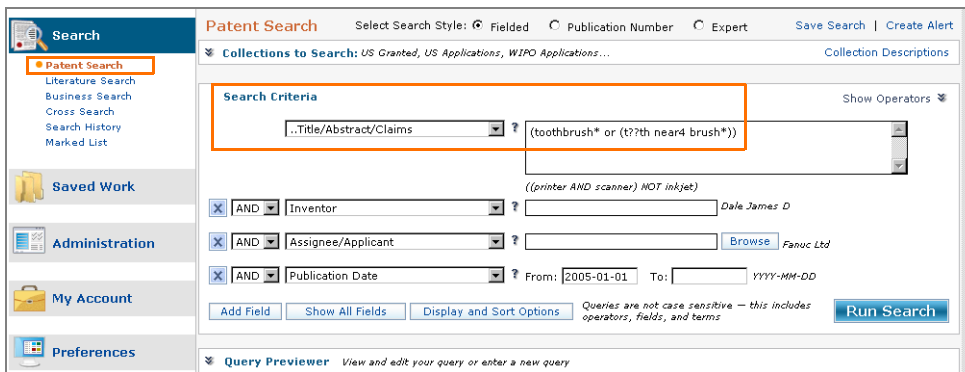 Search
Patent Search
Literature Search
Business Search
Cross Search
Search History
Marked List
Saved Work
Administration
My Account
Preferences
Patent Search Select Search Style: Fielded Publication Number Expert Save Search | Create Alert
Collections to Search: US Granted, US Applications, WIPO Applications... Collection Descriptions
Search Criteria Show Operators
..Title/Abstract/Claims ? (toothbrush* or (t??th near4 brush*))
((printer AND scanner) NOT inkjet)
X AND Inventor ? Dale James D
X AND Assignee/Applicant ? Browse Fanuc Ltd
X AND Publication Date ? From: 2005-01-01 To: YYYY-MM-DD
Add Field Show All Fields Display and Sort Options Queries are not case sensitive — this includes
operators, fields, and terms Run Search
Query Previewer View and edit your query or enter a new query